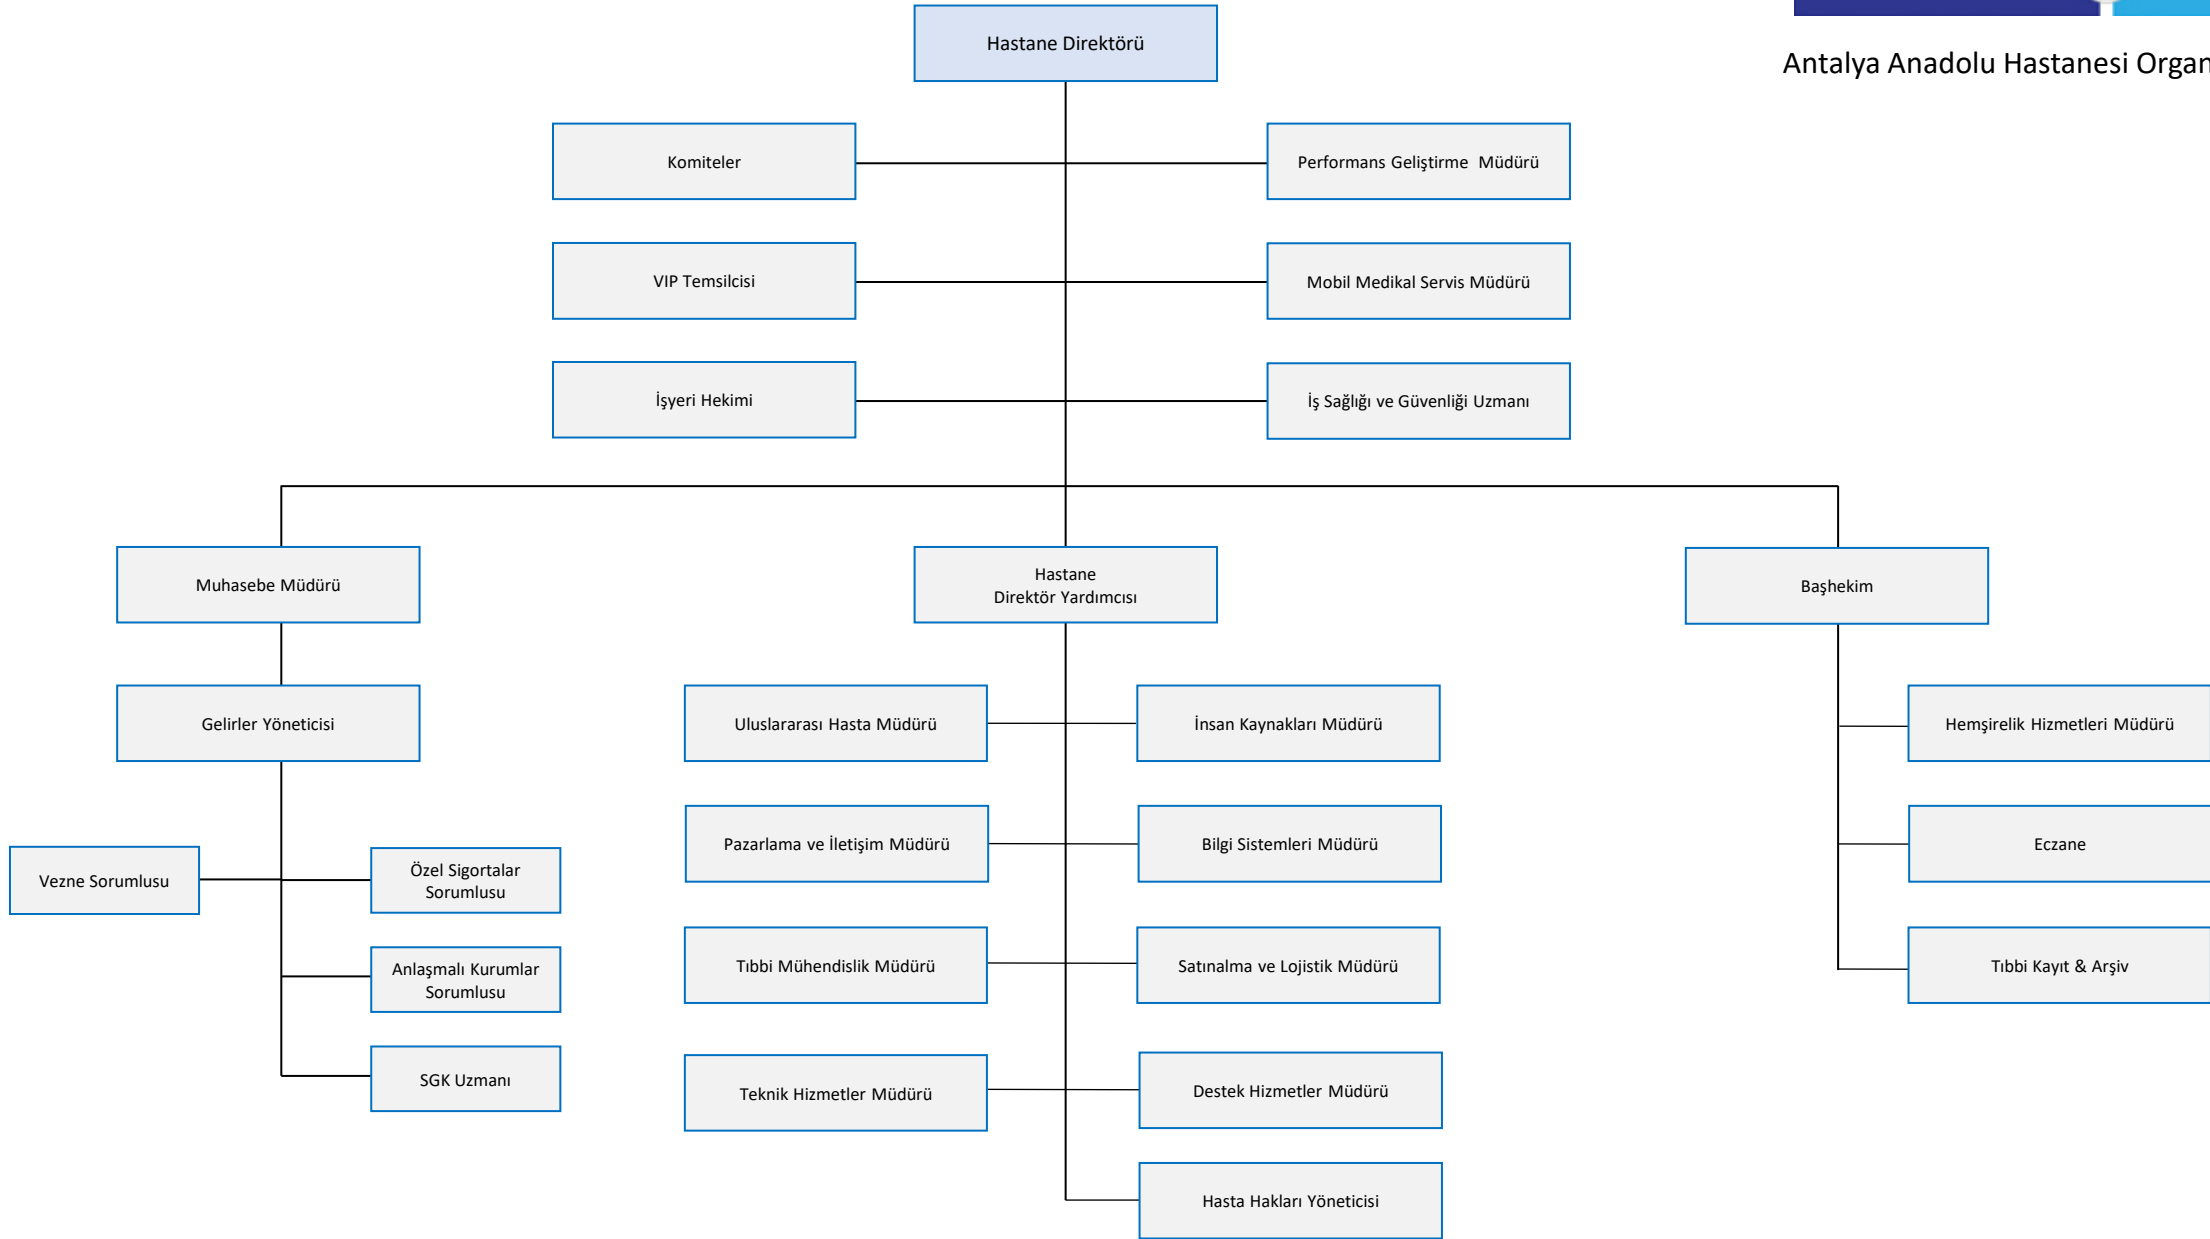 Hastane Direktörü
Antalya Anadolu Hastanesi
Komiteler
Performans Geliştirme Müdürü
VIP Temsilcisi
Mobil Medikal Servis Müdürü
İşyeri Hekimi
İş Sağlığı ve Güvenliği Uzmanı
Muhasebe Müdürü
Hastane
Direktör Yardımcısı
Başhekim
Gelirler Yöneticisi
Uluslararası Hasta Müdürü
İnsan Kaynakları Müdürü
Hemşirelik Hizmetleri Müdürü
Pazarlama ve İletişim Müdürü
Bilgi Sistemleri Müdürü
Eczane
Vezne Sorumlusu
Özel Sigortalar
Sorumlusu
Tıbbi Mühendislik Müdürü
Satınalma ve Lojistik Müdürü
Tıbbi Kayıt & Arşiv
Anlaşmalı Kurumlar
Sorumlusu
SGK Uzmanı
Teknik Hizmetler Müdürü
Destek Hizmetler Müdürü
Hasta Hakları Yöneticisi